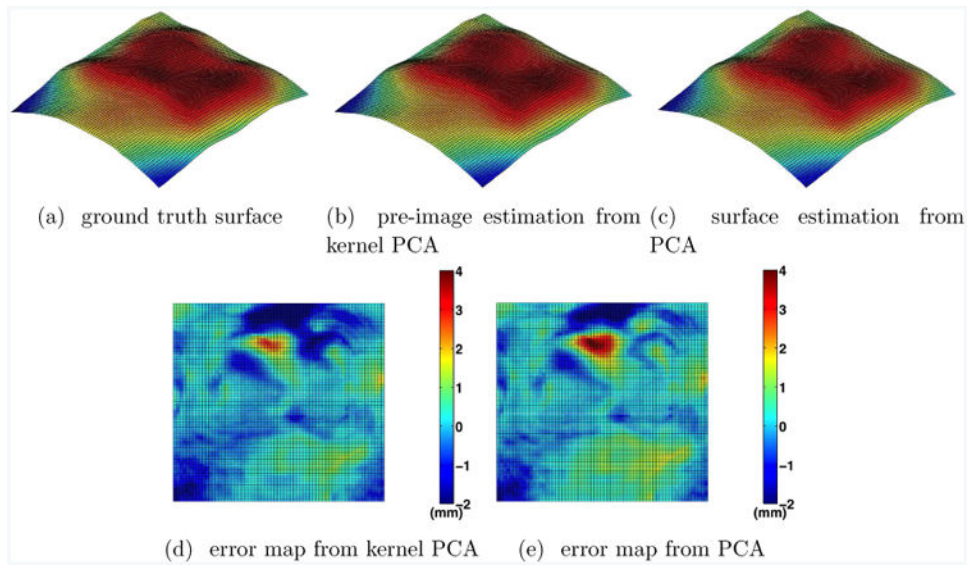 (a) ground truth surface
(b) pre-image estimation from
kernel PCA
(c) surface estimation from
PCA
4
3
2
1
0
−1
−2
(mm)
4
3
2
1
0
−1
−2
(mm)
(d) error map from kernel PCA
(e) error map from PCA